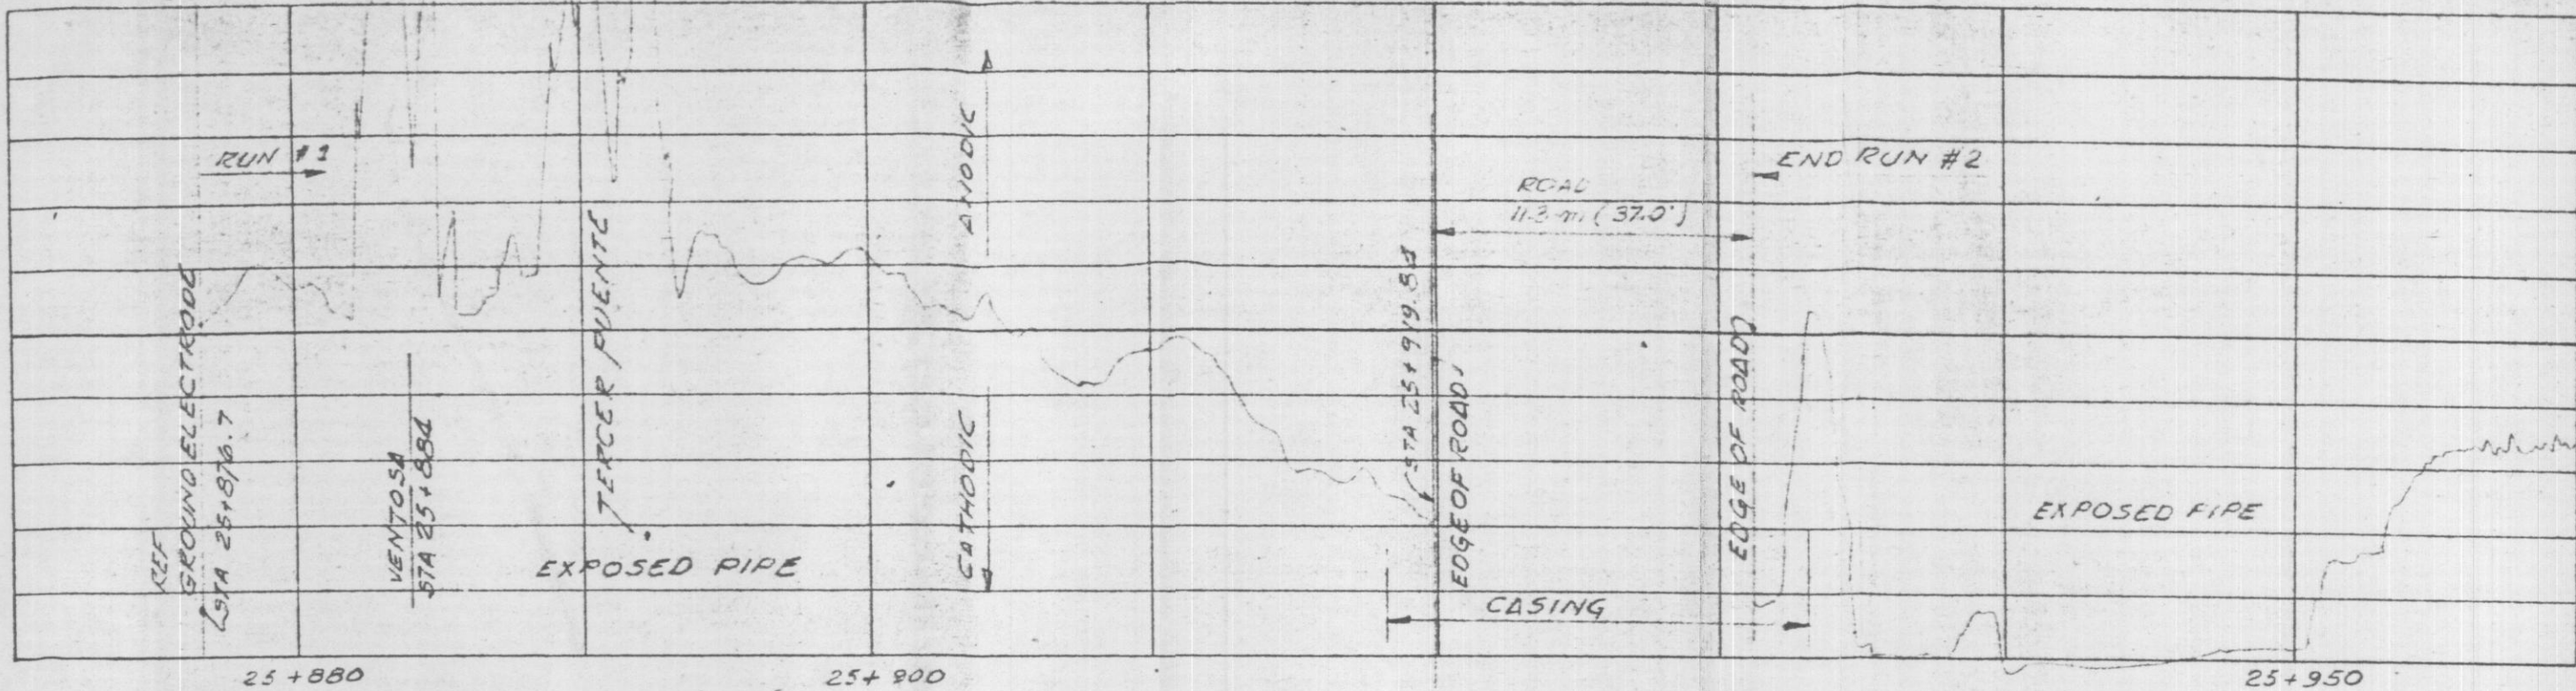 RUN #1
REF
GROUND ELECTRODE
STA 25+876.7
VENTOSA
STA 25+884
TERCER PUENTE
EXPOSED PIPE
ANODIC
CATHODIC
STA 25+919.84
EDGE OF ROAD
ROAD
11.3 m (37.0')
CASING
END RUN #2
EDGE OF ROAD
EXPOSED PIPE
25+880
25+900
25+950